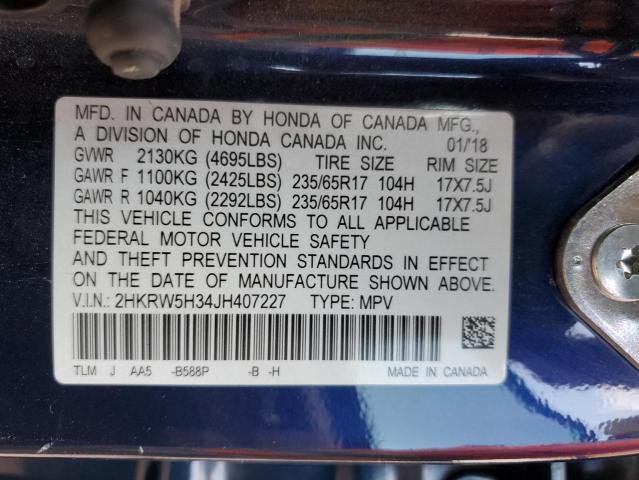 MFD. IN CANADA BY HONDA OF CANADA MFG.,
A DIVISION OF HONDA CANADA INC. 01/18
GVWR 2130KG (4695LBS) TIRE SIZE RIM SIZE
GAWR F 1100KG (2425LBS) 235/65R17 104H 17X7.5J
GAWR R 1040KG (2292LBS) 235/65R17 104H 17X7.5J
THIS VEHICLE CONFORMS TO ALL APPLICABLE
FEDERAL MOTOR VEHICLE SAFETY
AND THEFT PREVENTION STANDARDS IN EFFECT
ON THE DATE OF MANUFACTURE SHOWN ABOVE.
V.I.N.: 2HKRW5H34JH407227 TYPE: MPV
TLM J AA5 -B588P -B -H MADE IN CANADA